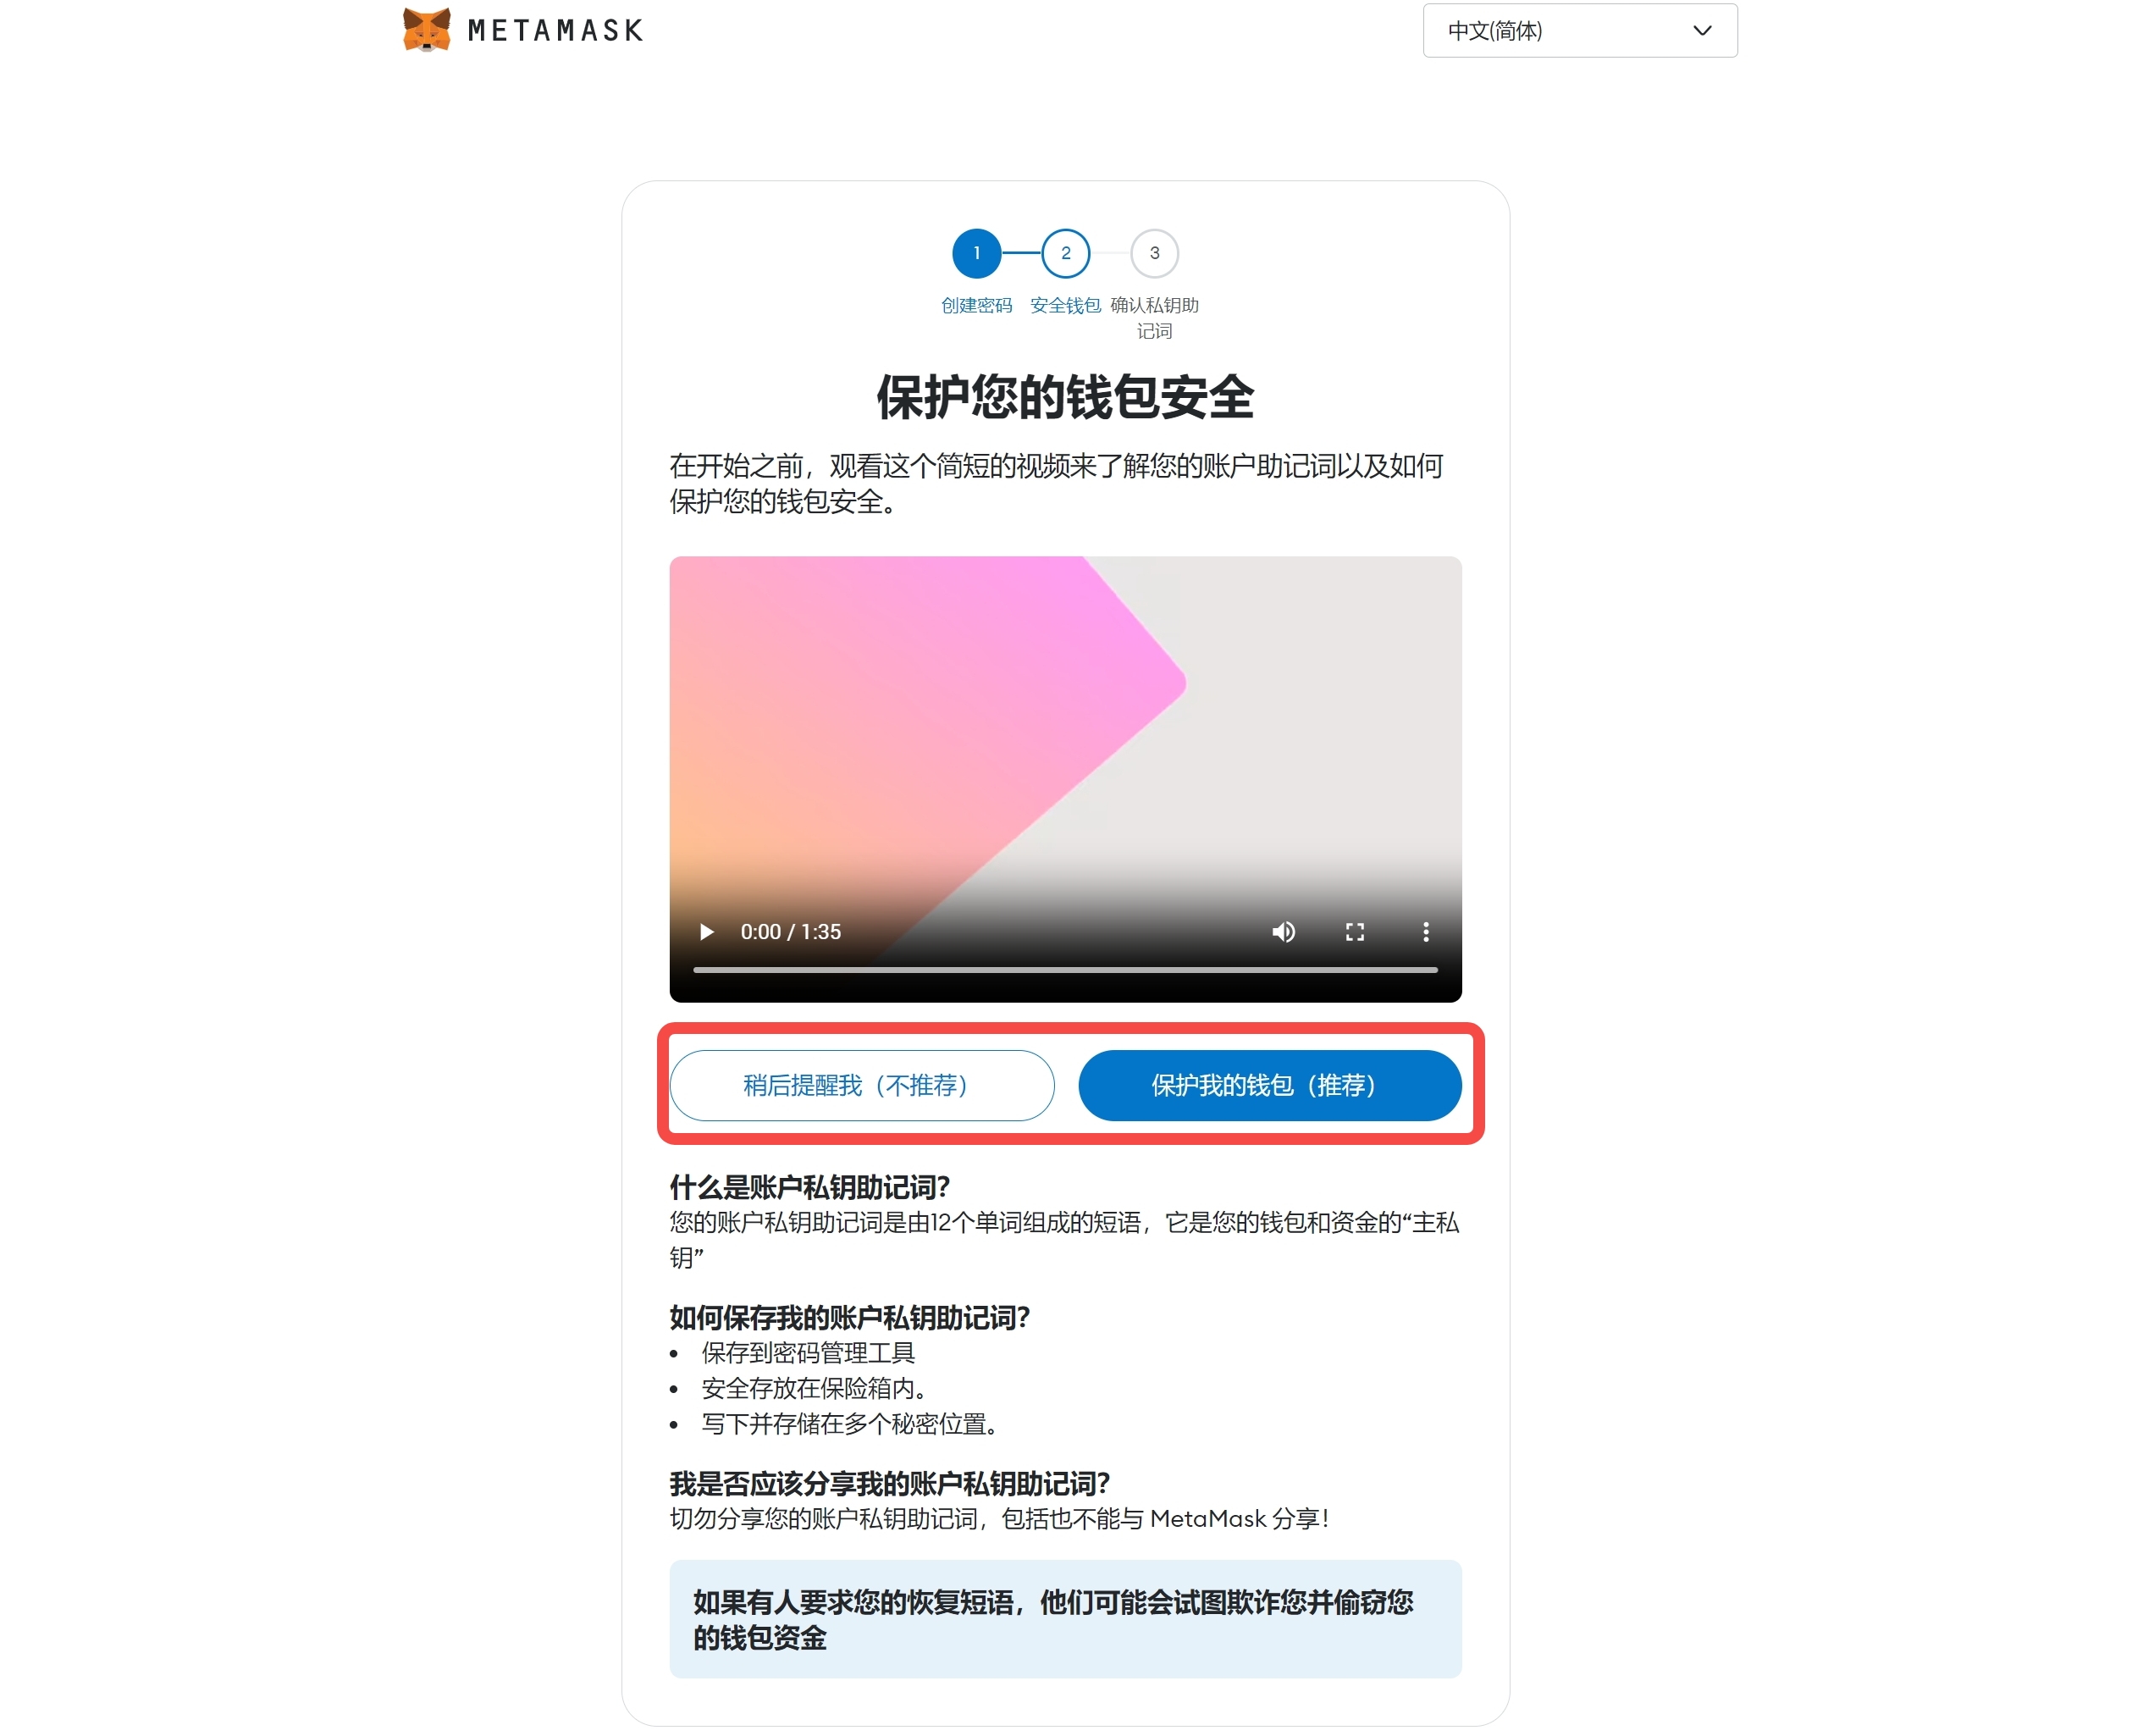 METAMASK
中文(简体)
1
2
3
创建密码
安全钱包
确认私钥助
记词
保护您的钱包安全
在开始之前，观看这个简短的视频来了解您的账户助记词以及如何
保护您的钱包安全。
0:00 / 1:35
稍后提醒我（不推荐）
保护我的钱包（推荐）
什么是账户私钥助记词？
您的账户私钥助记词是由12个单词组成的短语，它是您的钱包和资金的“主私
钥”
如何保存我的账户私钥助记词？
• 保存到密码管理工具
• 安全存放在保险箱内。
• 写下并存储在多个秘密位置。
我是否应该分享我的账户私钥助记词？
切勿分享您的账户私钥助记词，包括也不能与 MetaMask 分享！
如果有人要求您的恢复短语，他们可能会试图欺诈您并偷窃您
的钱包资金